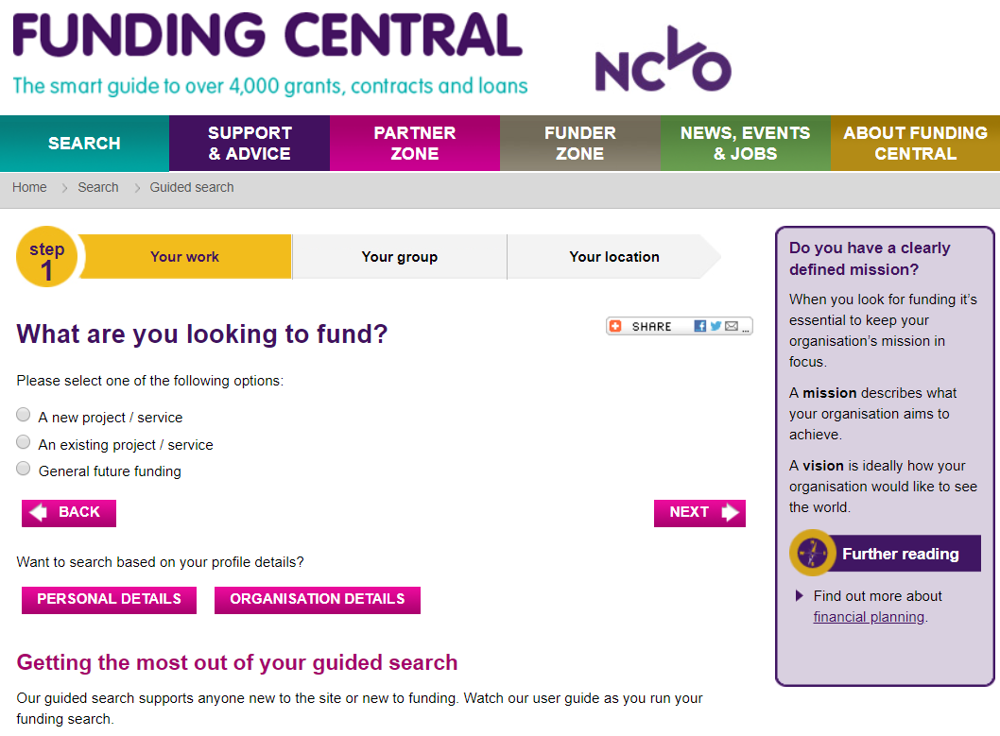 FUNDING CENTRAL
The smart guide to over 4,000 grants, contracts and loans
NCVO
SEARCH
SUPPORT
& ADVICE
PARTNER
ZONE
FUNDER
ZONE
NEWS, EVENTS
& JOBS
ABOUT FUNDING
CENTRAL
Home
Search
Guided search
step
1
Your work
Your group
Your location
What are you looking to fund?
SHARE
...
Please select one of the following options:
A new project / service
An existing project / service
General future funding
BACK
NEXT
Want to search based on your profile details?
PERSONAL DETAILS
ORGANISATION DETAILS
Getting the most out of your guided search
Our guided search supports anyone new to the site or new to funding. Watch our user guide as you run your
funding search.
Do you have a clearly
defined mission?
When you look for funding it's
essential to keep your
organisation's mission in
focus.
A mission describes what
your organisation aims to
achieve.
A vision is ideally how your
organisation would like to see
the world.
Further reading
Find out more about
financial planning.